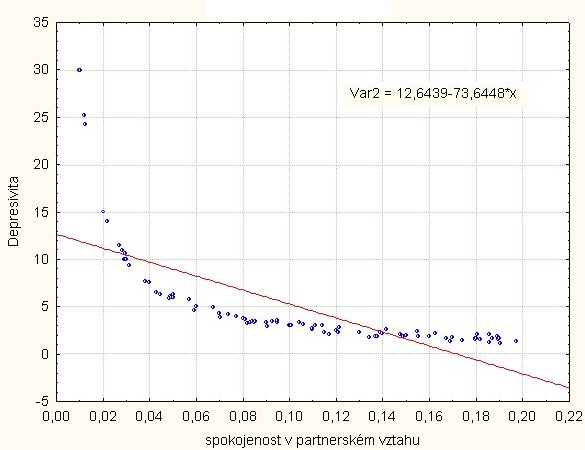 35
30
25
20
15
10
5
0
-5
Depresivita
Var2 = 12,6439-73,6448*x
0,00 0,02 0,04 0,06 0,08 0,10 0,12 0,14 0,16 0,18 0,20 0,22
spokojenost v partnerském vztahu